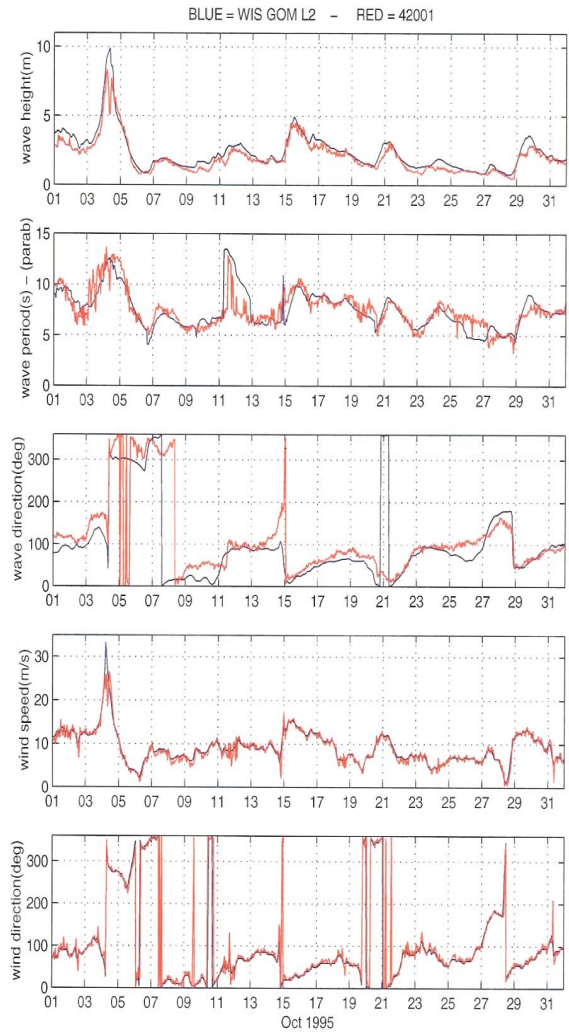 BLUE = WIS GOM L2 – RED = 42001
wave height(m)
10
5
0
01 03 05 07 09 11 13 15 17 19 21 23 25 27 29 31
wave period(s) – (parab)
15
10
5
0
01 03 05 07 09 11 13 15 17 19 21 23 25 27 29 31
wave direction(deg)
300
200
100
0
01 03 05 07 09 11 13 15 17 19 21 23 25 27 29 31
wind speed(m/s)
30
20
10
0
01 03 05 07 09 11 13 15 17 19 21 23 25 27 29 31
wind direction(deg)
300
200
100
0
01 03 05 07 09 11 13 15 17 19 21 23 25 27 29 31
Oct 1995